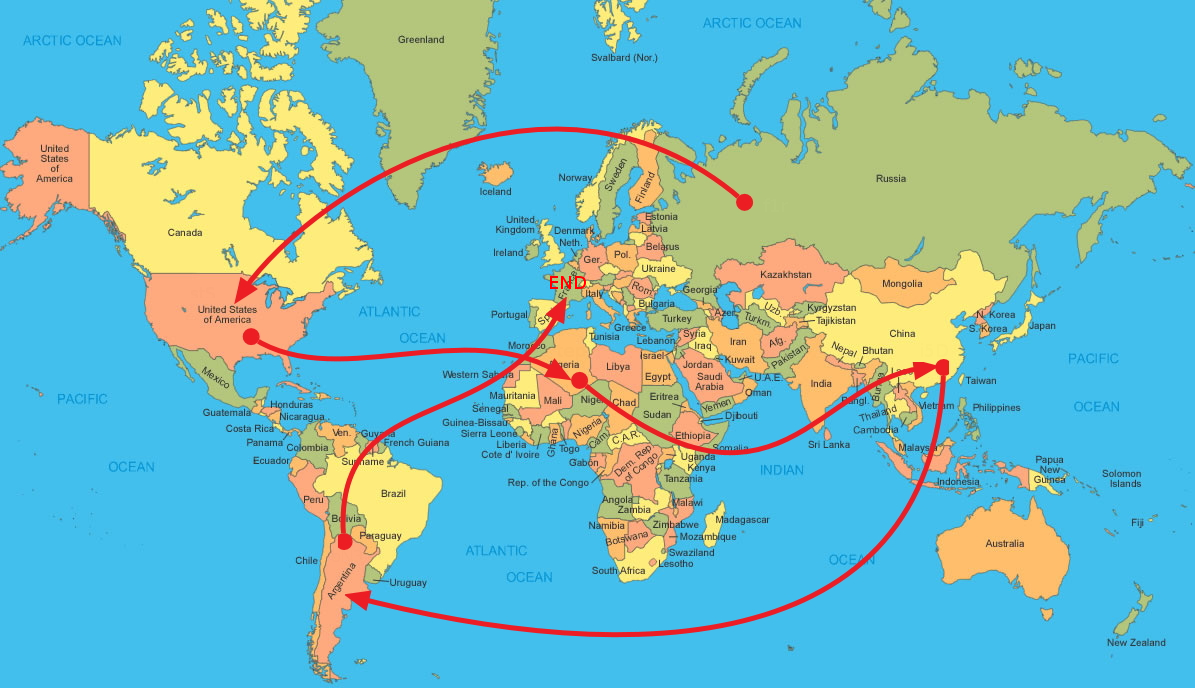 ARCTIC OCEAN
ARCTIC OCEAN
Greenland
Svalbard (Nor.)
United
States
of
America
Canada
Iceland
Norway
Sweden
Finland
Russia
Estonia
Latvia
United
Kingdom
Ireland
Denmark
Neth.
Belarus
Ger.
Pol.
Ukraine
END
France
Italy
Rom.
Bulgaria
Georgia
Kazakhstan
Mongolia
United States
of America
ATLANTIC
OCEAN
Portugal
Greece
Turkey
Azer.
Uzb.
Turkm.
Kyrgyzstan
Tajikistan
China
N. Korea
S. Korea
Japan
PACIFIC
OCEAN
Morocco
Tunisia
Lebanon
Syria
Iraq
Israel
Iran
Afg.
Pakistan
Kuwait
Nepal
Bhutan
Mexico
Western Sahara
Libya
Egypt
Jordan
Saudi
Arabia
U.A.E.
Oman
India
Taiwan
PACIFIC
OCEAN
Mauritania
Mali
Chad
Eritrea
Sudan
Yemen
Djibouti
Bangl.
Thailand
Vietnam
Philippines
Cambodia
Honduras
Guatemala
Nicaragua
Costa Rica
Panama
Ven.
Guyana
French Guiana
Suriname
Colombia
Ecuador
Senegal
Guinea-Bissau
Sierra Leone
Liberia
Cote d' Ivoire
Ghana
Togo
Nigeria
Cam.
C.A.R.
Ethiopia
Somalia
Sri Lanka
Malaysia
Gabon
Rep. of the Congo
Dem. Rep.
of Congo
Uganda
Kenya
Tanzania
INDIAN
OCEAN
Indonesia
Papua
New
Guinea
Solomon
Islands
Fiji
Peru
Brazil
Bolivia
Paraguay
Chile
Argentina
Uruguay
ATLANTIC
OCEAN
Angola
Zambia
Malawi
Namibia
Botswana
Zimbabwe
Mozambique
Madagascar
Swaziland
Lesotho
South Africa
Australia
New Zealand